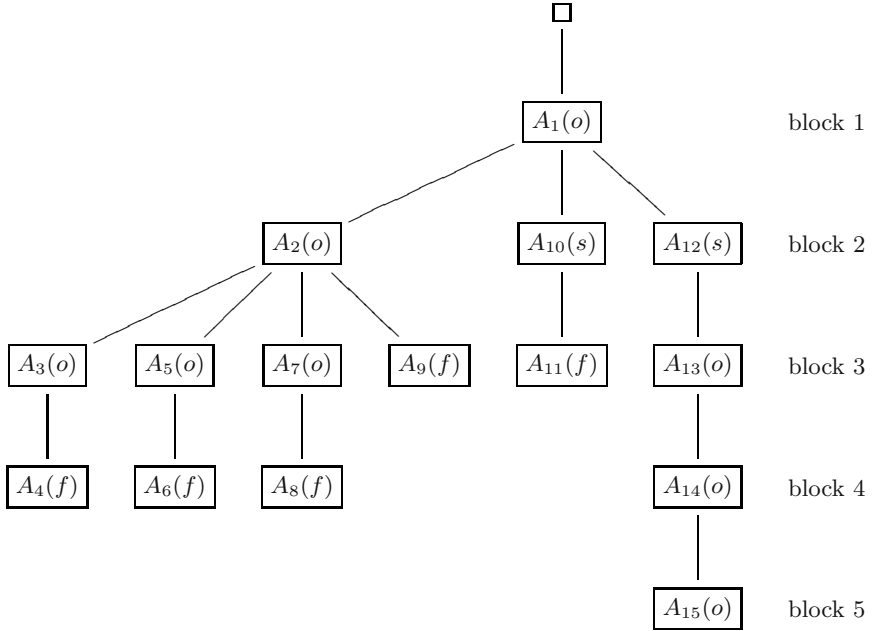 A₁(o) block 1
A₂(o) A₁₀(s) A₁₂(s) block 2
A₃(o) A₅(o) A₇(o) A₉(f) A₁₁(f) A₁₃(o) block 3
A₄(f) A₆(f) A₈(f) A₁₄(o) block 4
A₁₅(o) block 5